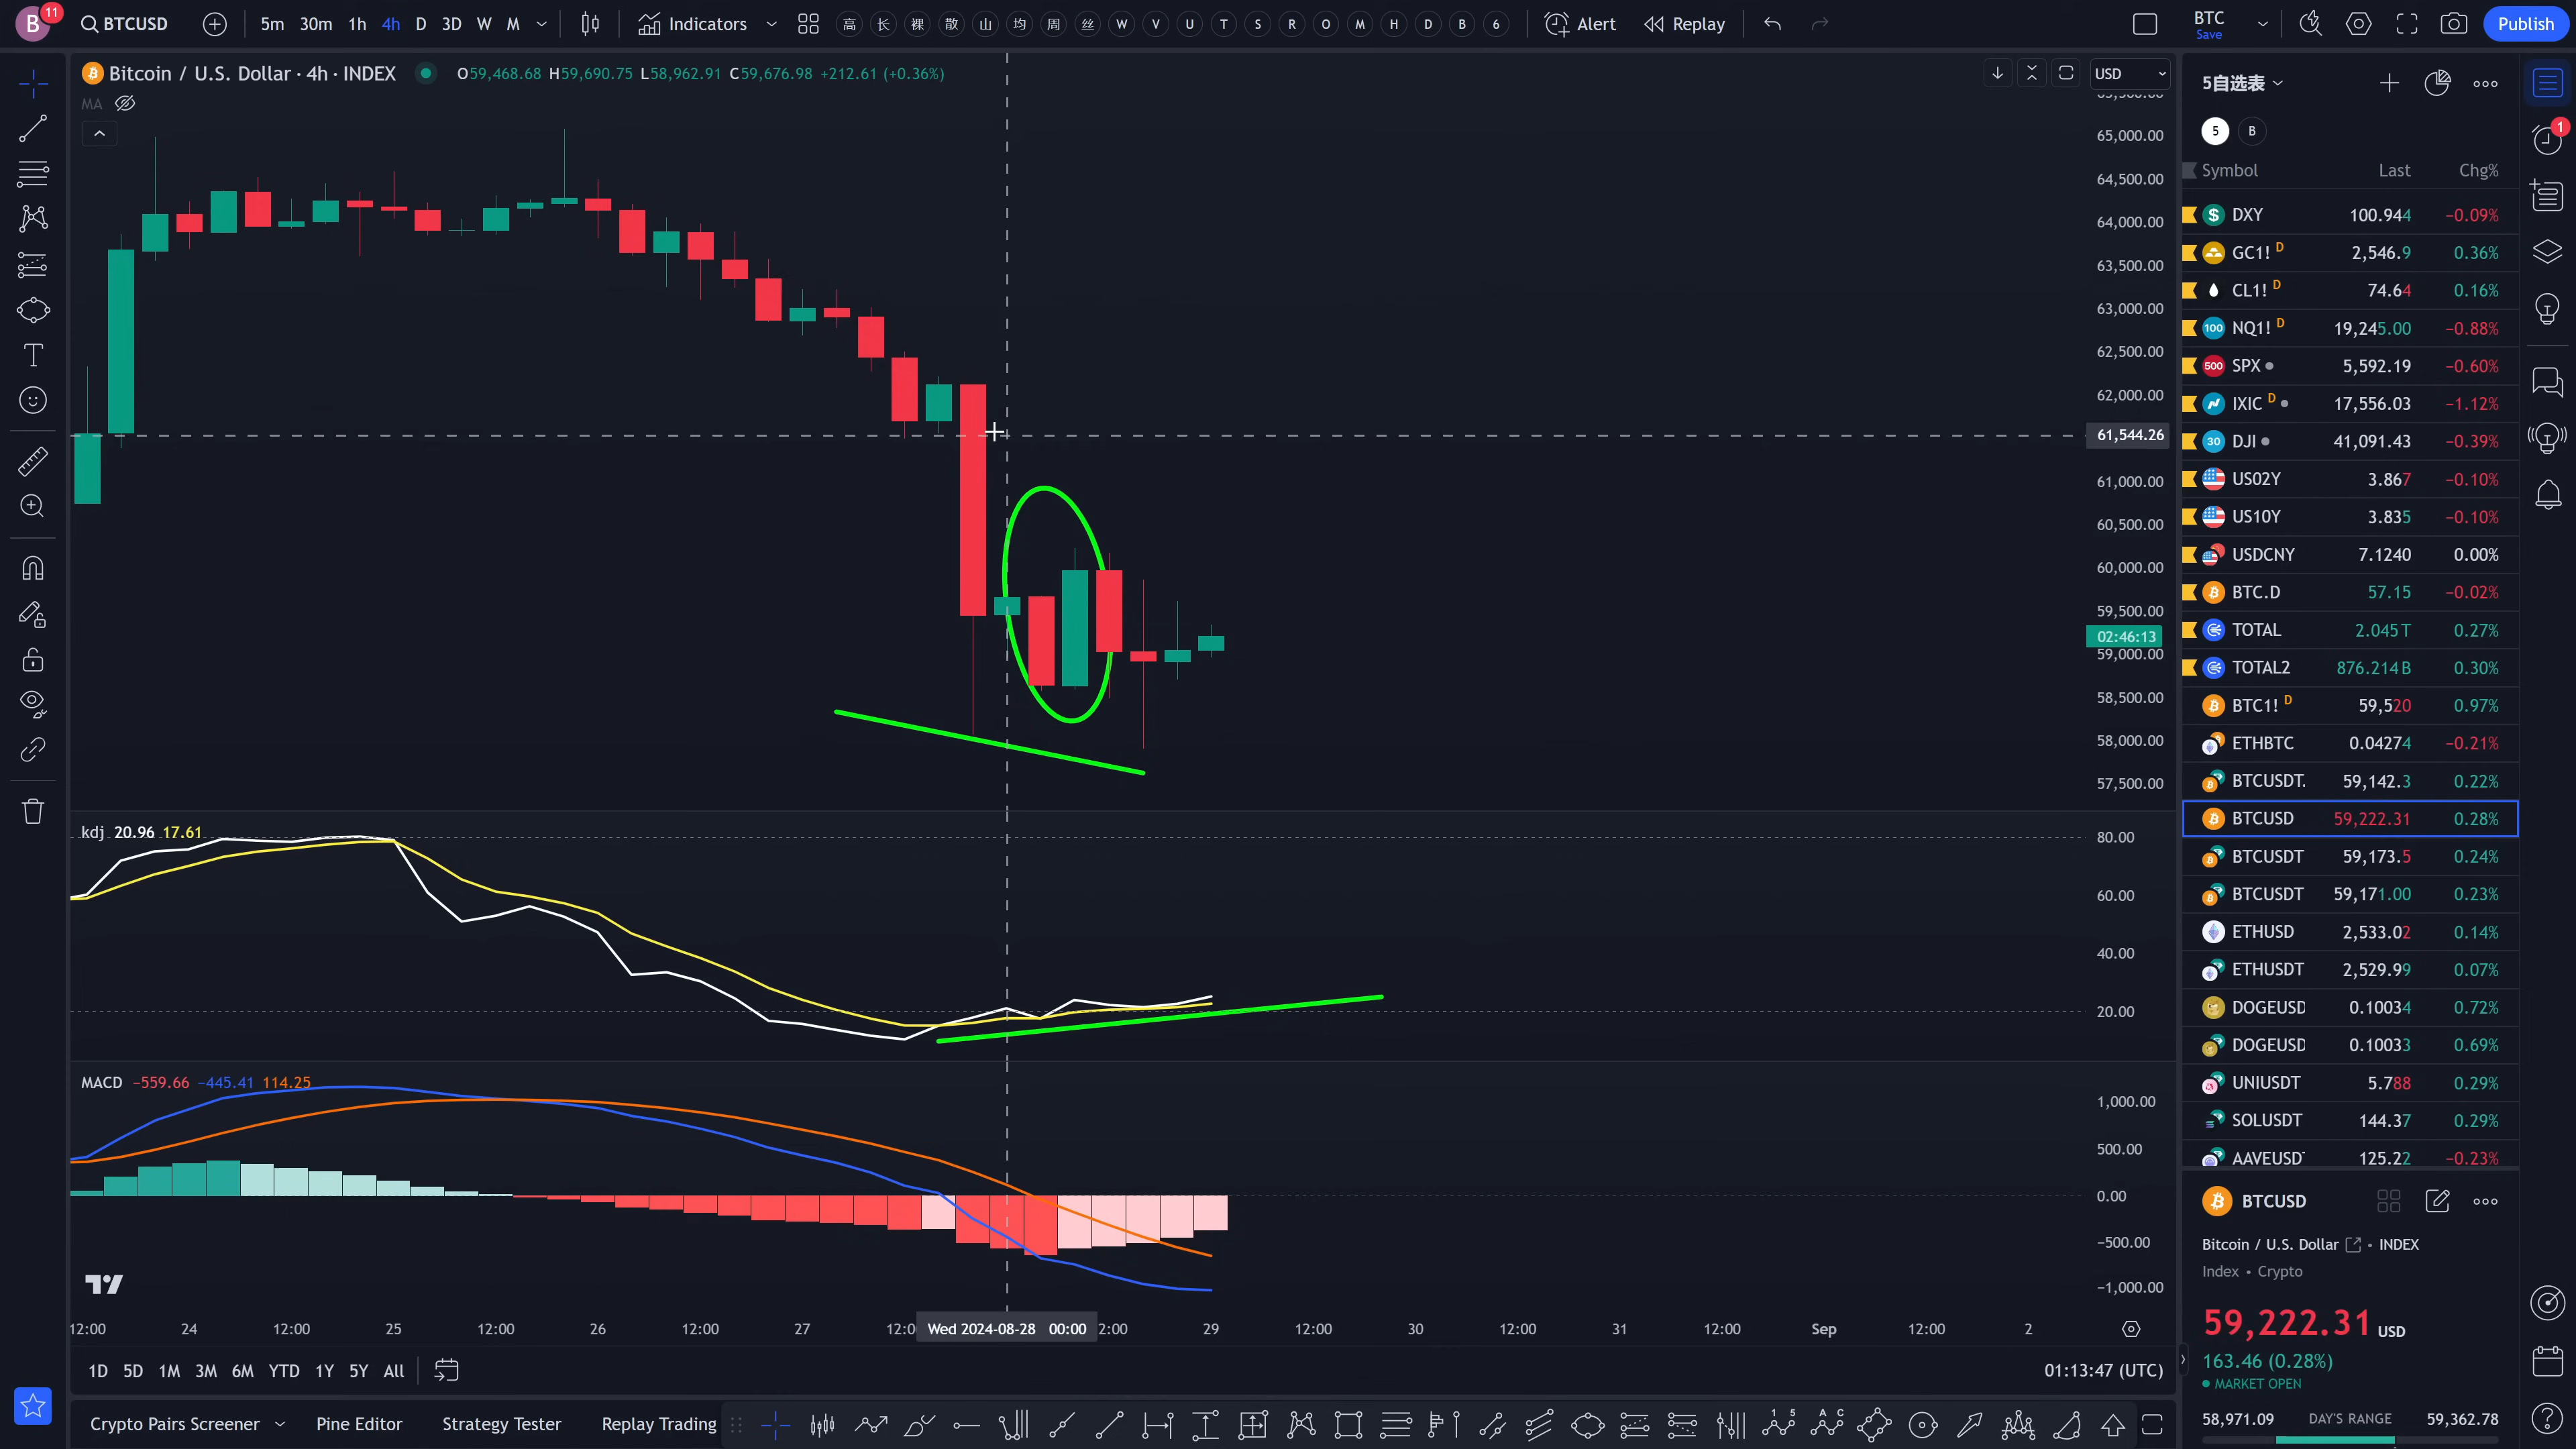 B 11 BTCUSD 5m 30m 1h 4h D 3D W M Indicators 高 长 裸 散 山 均 周 丝 W V U T S R O M H D B 6 Alert Replay BTC Save Publish
Bitcoin / U.S. Dollar · 4h · INDEX O59,468.68 H59,690.75 L58,962.91 C59,676.98 +212.61 (+0.36%) USD
MA
65,000.00
64,500.00
64,000.00
63,500.00
63,000.00
62,500.00
62,000.00
61,544.26
61,000.00
60,500.00
60,000.00
59,500.00
02:46:13
59,000.00
58,500.00
58,000.00
57,500.00
kdj 20.96 17.61
80.00
60.00
40.00
20.00
MACD −559.66 −445.41 114.25
1,000.00
500.00
0.00
−500.00
−1,000.00
12:00 24 12:00 25 12:00 26 12:00 27 12:00 Wed 2024-08-28 00:00 2:00 29 12:00 30 12:00 31 12:00 Sep 12:00 2
1D 5D 1M 3M 6M YTD 1Y 5Y All 01:13:47 (UTC)
Crypto Pairs Screener Pine Editor Strategy Tester Replay Trading
5自选表
5 B
1
Symbol Last Chg%
DXY 100.944 −0.09%
GC1! D 2,546.9 0.36%
CL1! D 74.64 0.16%
100 NQ1! D 19,245.00 −0.88%
500 SPX 5,592.19 −0.60%
IXIC D 17,556.03 −1.12%
30 DJI 41,091.43 −0.39%
US02Y 3.867 −0.10%
US10Y 3.835 −0.10%
USDCNY 7.1240 0.00%
BTC.D 57.15 −0.02%
TOTAL 2.045T 0.27%
TOTAL2 876.214B 0.30%
BTC1! D 59,520 0.97%
ETHBTC 0.04274 −0.21%
BTCUSDT. 59,142.3 0.22%
BTCUSD 59,222.31 0.28%
BTCUSDT 59,173.5 0.24%
BTCUSDT 59,171.00 0.23%
ETHUSD 2,533.02 0.14%
ETHUSDT 2,529.99 0.07%
DOGEUSD 0.10034 0.72%
DOGEUSD 0.10033 0.69%
UNIUSDT 5.788 0.29%
SOLUSDT 144.37 0.29%
AAVEUSDT 125.22 −0.23%
BTCUSD
Bitcoin / U.S. Dollar • INDEX
Index • Crypto
59,222.31 USD
163.46 (0.28%)
MARKET OPEN
58,971.09 DAY'S RANGE 59,362.78